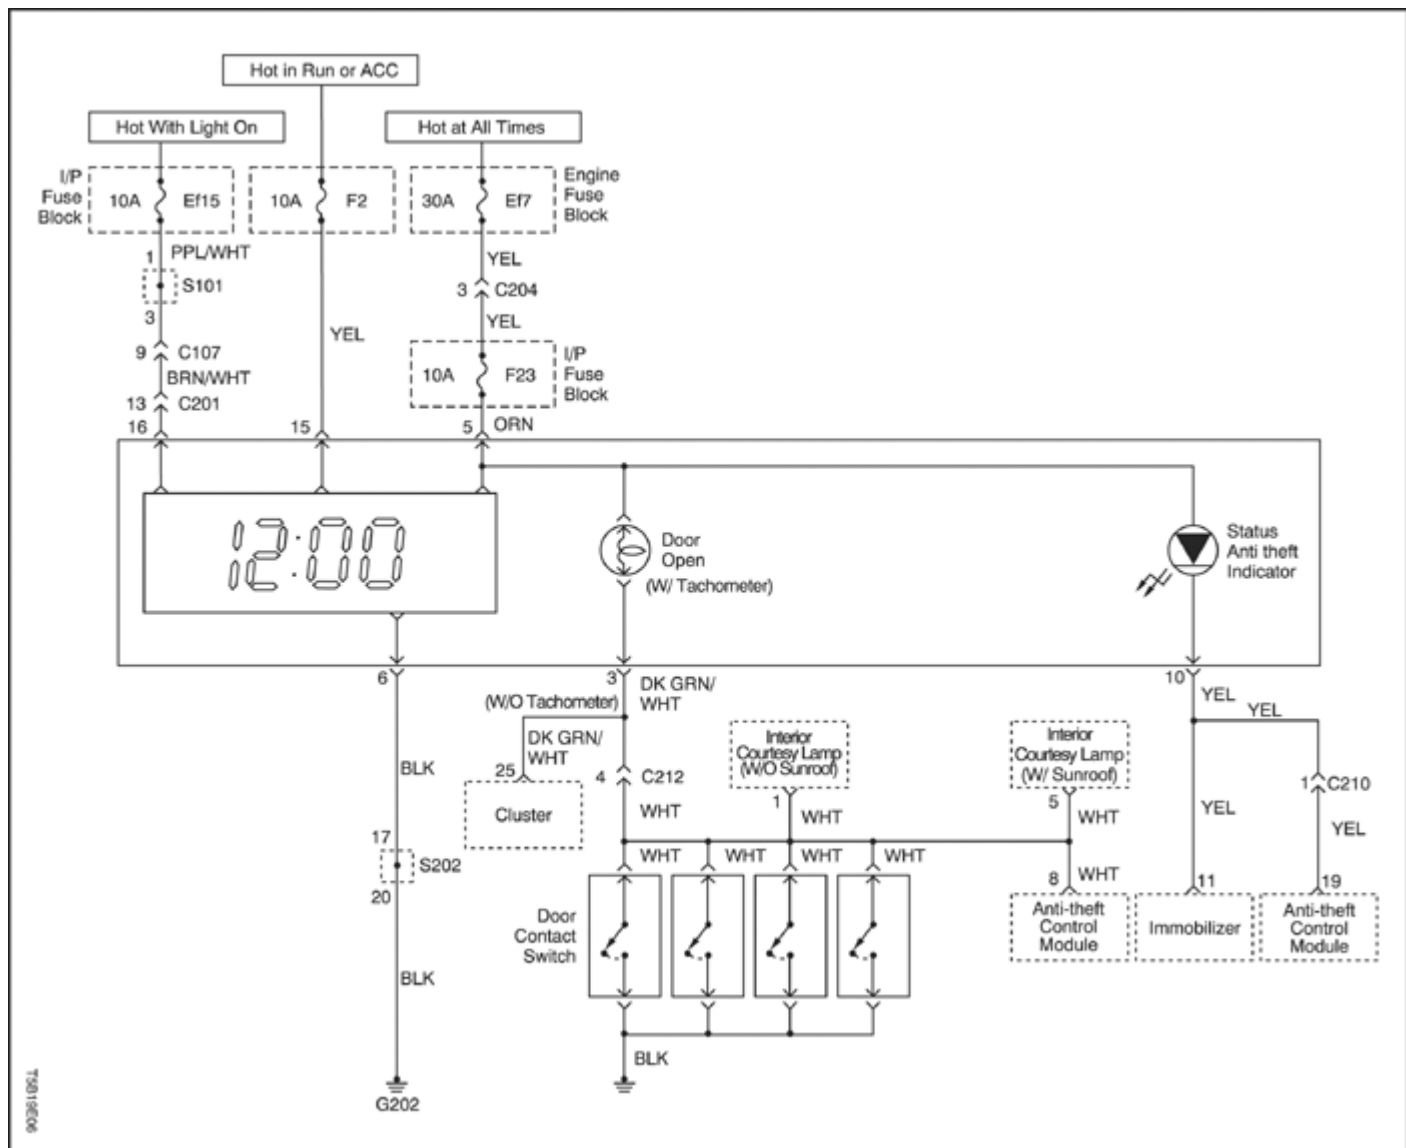 Hot in Run or ACC
Hot With Light On
Hot at All Times
I/P
Fuse
Block
10A
Ef15
10A
F2
30A
Ef7
Engine
Fuse
Block
1
PPL/WHT
S101
3
9
C107
BRN/WHT
13
C201
16
YEL
15
YEL
3
C204
YEL
10A
F23
I/P
Fuse
Block
5
ORN
12:00
Door
Open
(W/ Tachometer)
Status
Anti theft
Indicator
6
3
DK GRN/
WHT
10
YEL
YEL
(W/O Tachometer)
DK GRN/
WHT
25
Cluster
4
C212
WHT
Interior
Courtesy Lamp
(W/O Sunroof)
1
WHT
Interior
Courtesy Lamp
(W/ Sunroof)
5
WHT
1
C210
YEL
YEL
BLK
17
S202
20
BLK
G202
WHT
WHT
WHT
WHT
8
WHT
11
19
Door
Contact
Switch
Anti-theft
Control
Module
Immobilizer
Anti-theft
Control
Module
BLK
T5B19E06